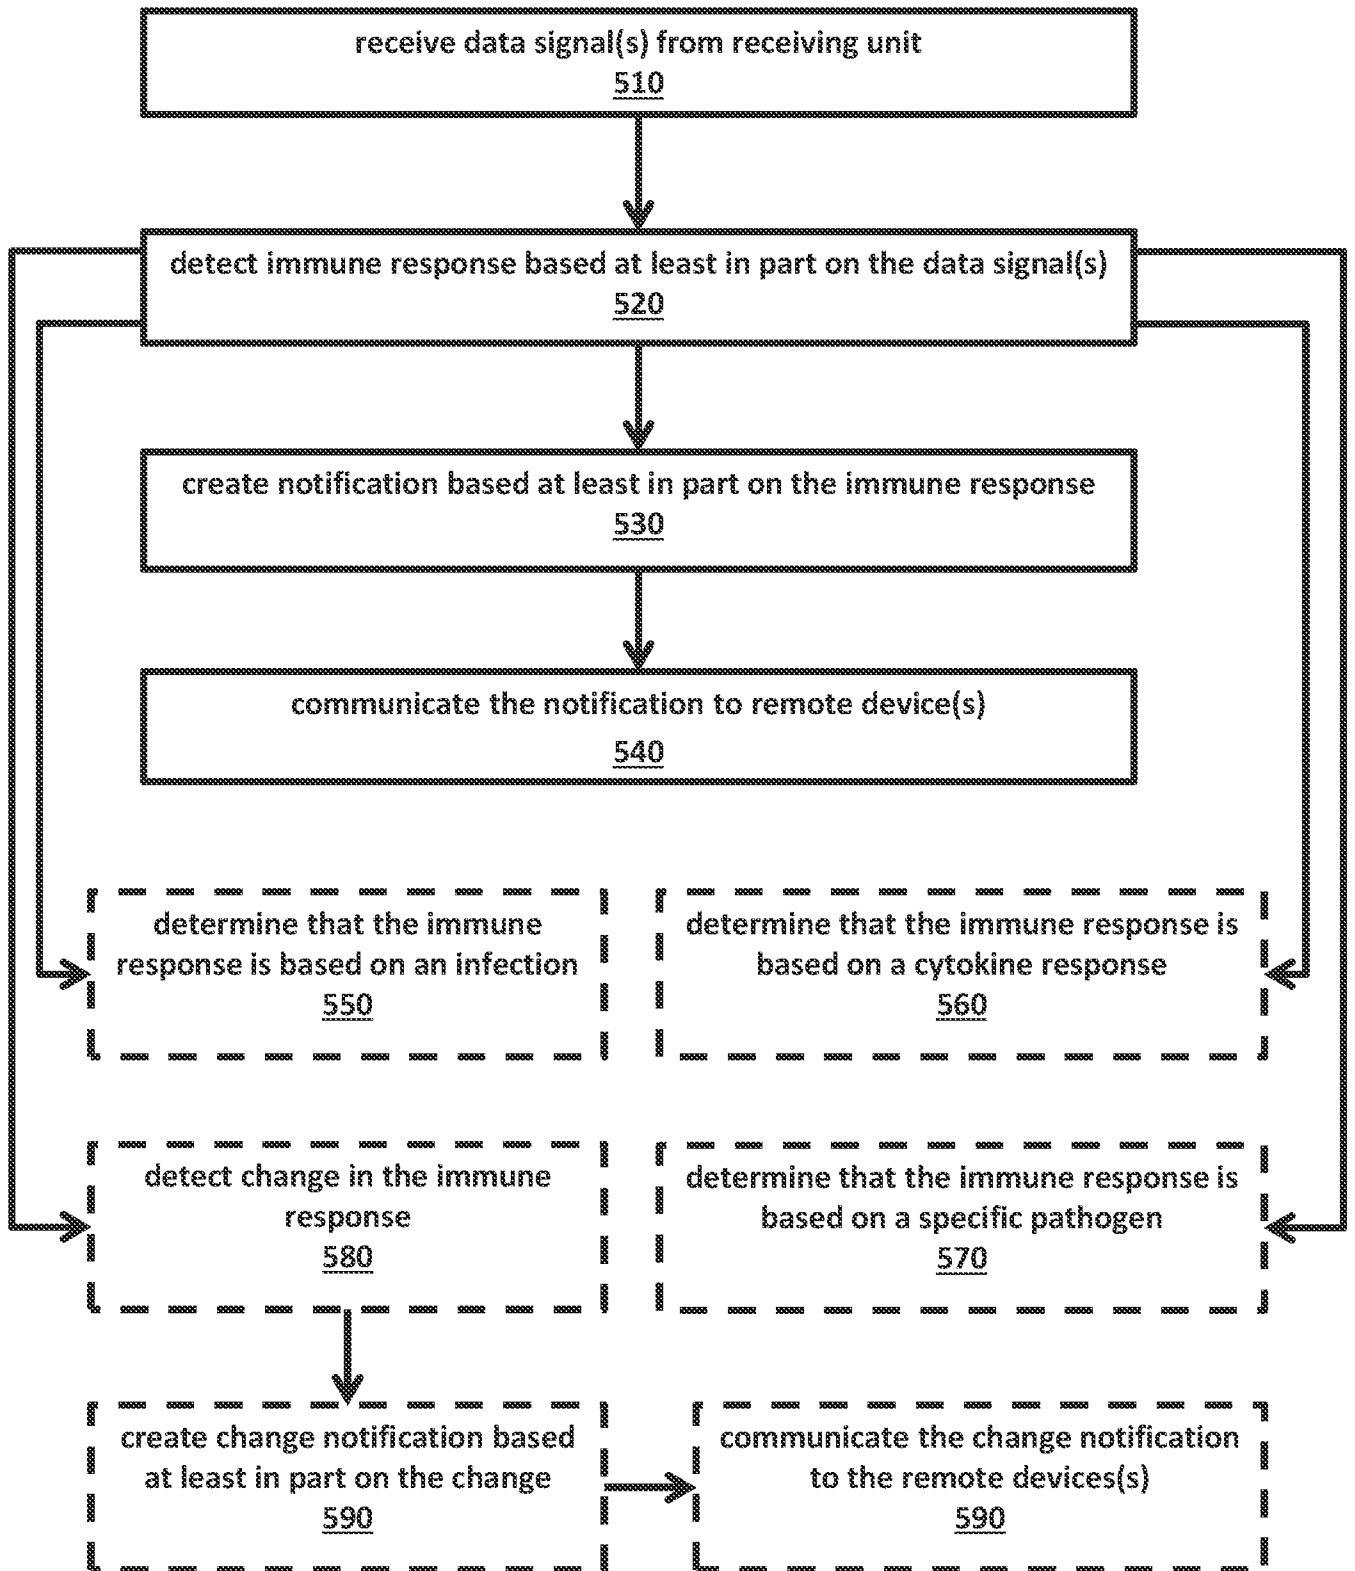 receive data signal(s) from receiving unit
510
detect immune response based at least in part on the data signal(s)
520
create notification based at least in part on the immune response
530
communicate the notification to remote device(s)
540
determine that the immune
response is based on an infection
550
determine that the immune response is
based on a cytokine response
560
detect change in the immune
response
580
determine that the immune response is
based on a specific pathogen
570
create change notification based
at least in part on the change
590
communicate the change notification
to the remote devices(s)
590